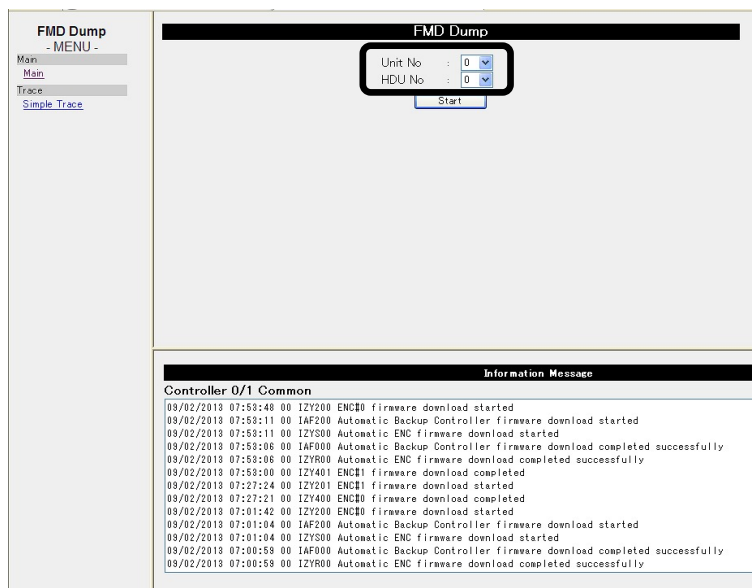 FMD Dump
- MENU -
Main
Main
Trace
Simple Trace
FMD Dump
Unit No : 0
HDU No : 0
Start
Information Message
Controller 0/1 Common
09/02/2013 07:53:48 00 IZY200 ENC#0 firmware download started
09/02/2013 07:53:11 00 IAF200 Automatic Backup Controller firmware download started
09/02/2013 07:53:11 00 IZYS00 Automatic ENC firmware download started
09/02/2013 07:53:06 00 IAF000 Automatic Backup Controller firmware download completed successfully
09/02/2013 07:53:06 00 IZYR00 Automatic ENC firmware download completed successfully
09/02/2013 07:53:00 00 IZY401 ENC#1 firmware download completed
09/02/2013 07:27:24 00 IZY201 ENC#1 firmware download started
09/02/2013 07:27:21 00 IZY400 ENC#0 firmware download completed
09/02/2013 07:01:42 00 IZY200 ENC#0 firmware download started
09/02/2013 07:01:04 00 IAF200 Automatic Backup Controller firmware download started
09/02/2013 07:01:04 00 IZYS00 Automatic ENC firmware download started
09/02/2013 07:00:59 00 IAF000 Automatic Backup Controller firmware download completed successfully
09/02/2013 07:00:59 00 IZYR00 Automatic ENC firmware download completed successfully